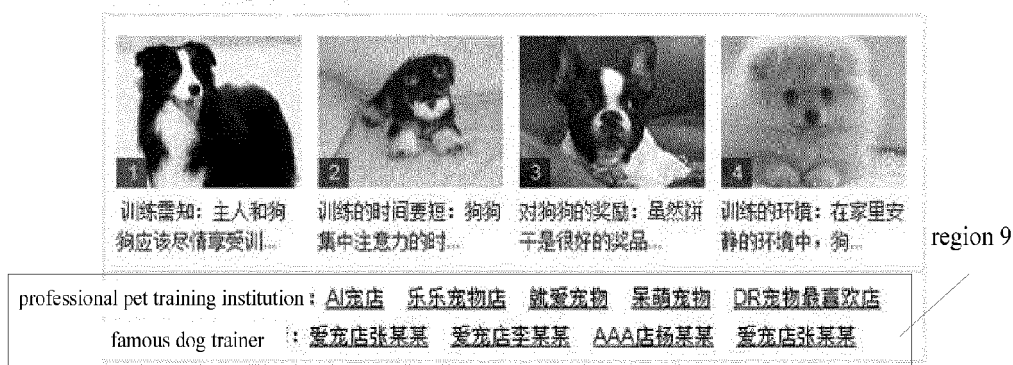 1 2 3 4
训练需知：主人和狗狗应该尽情享受训...
训练的时间要短：狗狗集中注意力的时...
对狗狗的奖励：虽然饼干是很好的奖品...
训练的环境：在家里安静的环境中，狗...
region 9
professional pet training institution：AI宠店 乐乐宠物店 就爱宠物 呆萌宠物 DR宠物最喜欢店
famous dog trainer ：爱宠店张某某 爱宠店李某某 AAA店杨某某 爱宠店张某某